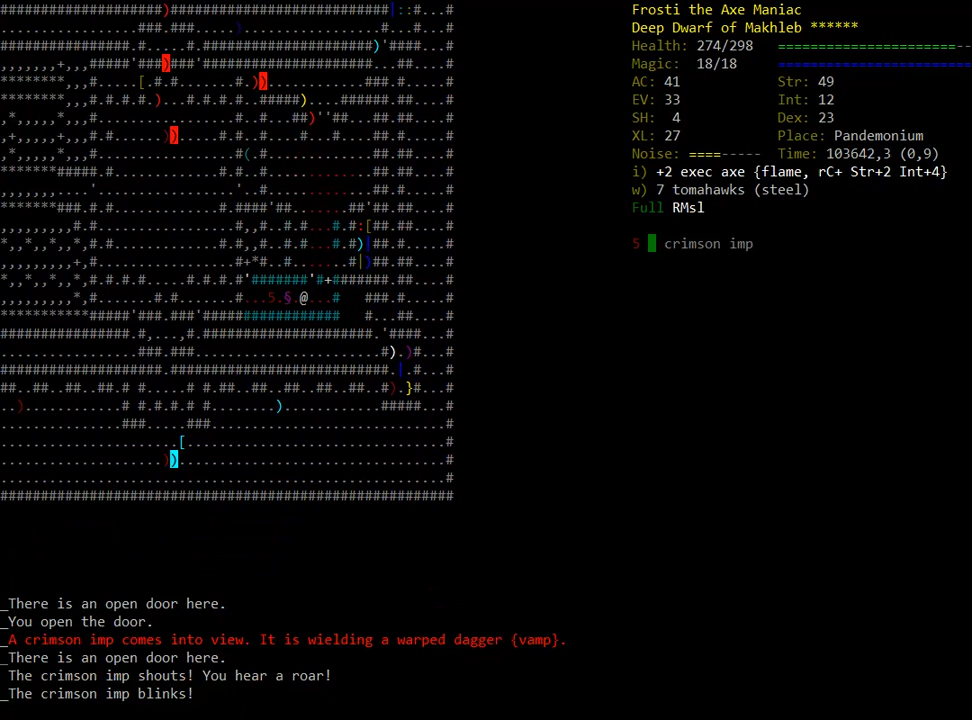 Frosti the Axe Maniac
Deep Dwarf of Makhleb ******
Health: 274/298
Magic: 18/18
AC: 41 Str: 49
EV: 33 Int: 12
SH: 4 Dex: 23
XL: 27 Place: Pandemonium
Noise: ====----- Time: 103642,3 (0,9)
i) +2 exec axe {flame, rC+ Str+2 Int+4}
w) 7 tomahawks (steel)
Full RMsl
5 crimson imp
_There is an open door here.
_You open the door.
_A crimson imp comes into view. It is wielding a warped dagger {vamp}.
_There is an open door here.
The crimson imp shouts! You hear a roar!
_The crimson imp blinks!